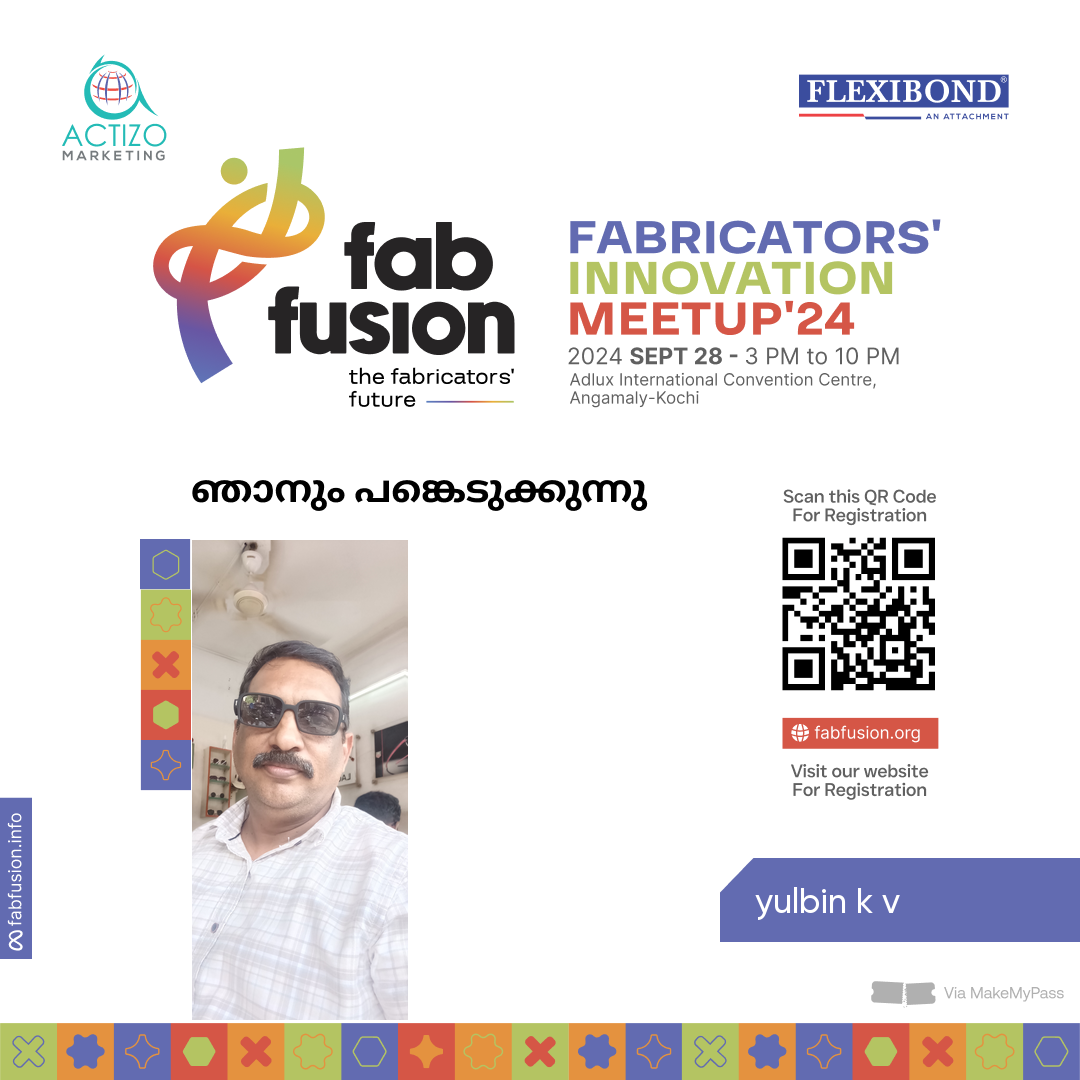 ACTIZO
MARKETING
FLEXIBOND®
AN ATTACHMENT
fab
fusion
the fabricators'
future
FABRICATORS'
INNOVATION
MEETUP'24
2024 SEPT 28 - 3 PM to 10 PM
Adlux International Convention Centre,
Angamaly-Kochi
ഞാനും പങ്കെടുക്കുന്നു
Scan this QR Code
For Registration
fabfusion.org
Visit our website
For Registration
fabfusion.info
yulbin k v
Via MakeMyPass